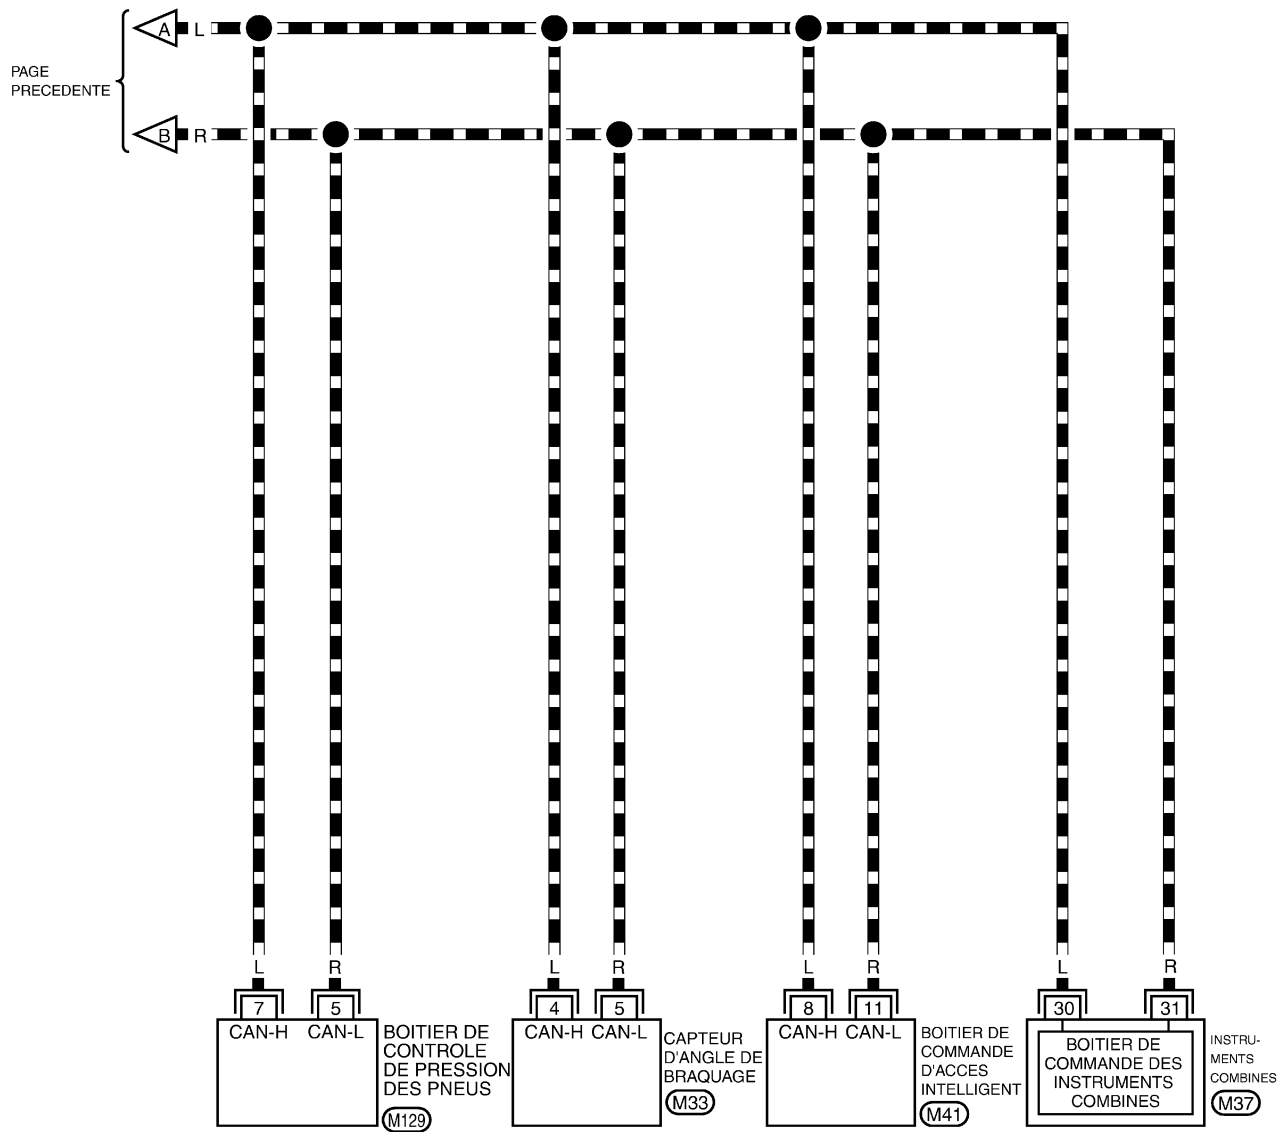 A L
PAGE
PRECEDENTE
B R
L R L R L R L R
7 5 4 5 8 11 30 31
CAN-H CAN-L
BOITIER DE
CONTROLE
DE PRESSION
DES PNEUS
M129
CAN-H CAN-L
CAPTEUR
D'ANGLE DE
BRAQUAGE
M33
CAN-H CAN-L
BOITIER DE
COMMANDE
D'ACCES
INTELLIGENT
M41
BOITIER DE
COMMANDE DES
INSTRUMENTS
COMBINES
INSTRU-
MENTS
COMBINES
M37